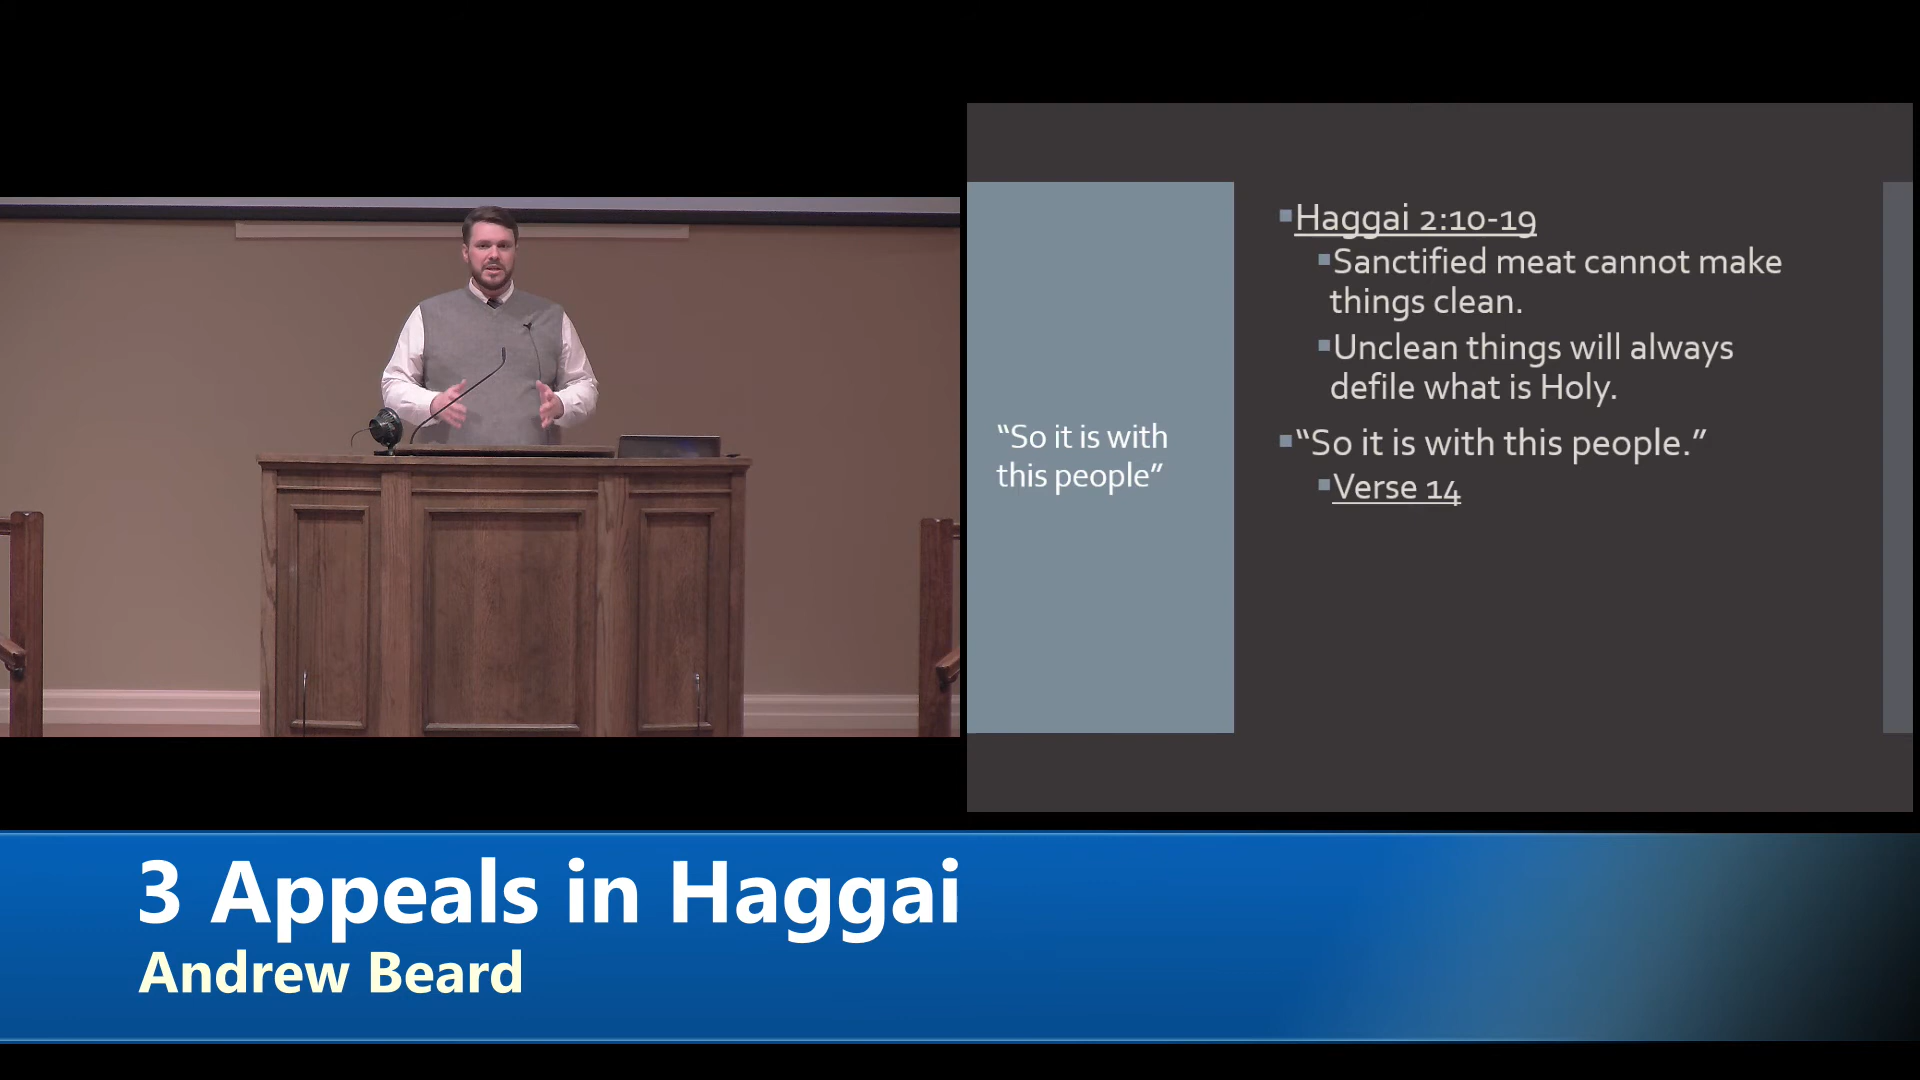 “So it is with
this people”
▪Haggai 2:10-19
▪Sanctified meat cannot make
things clean.
▪Unclean things will always
defile what is Holy.
▪“So it is with this people.”
▪Verse 14
3 Appeals in Haggai
Andrew Beard